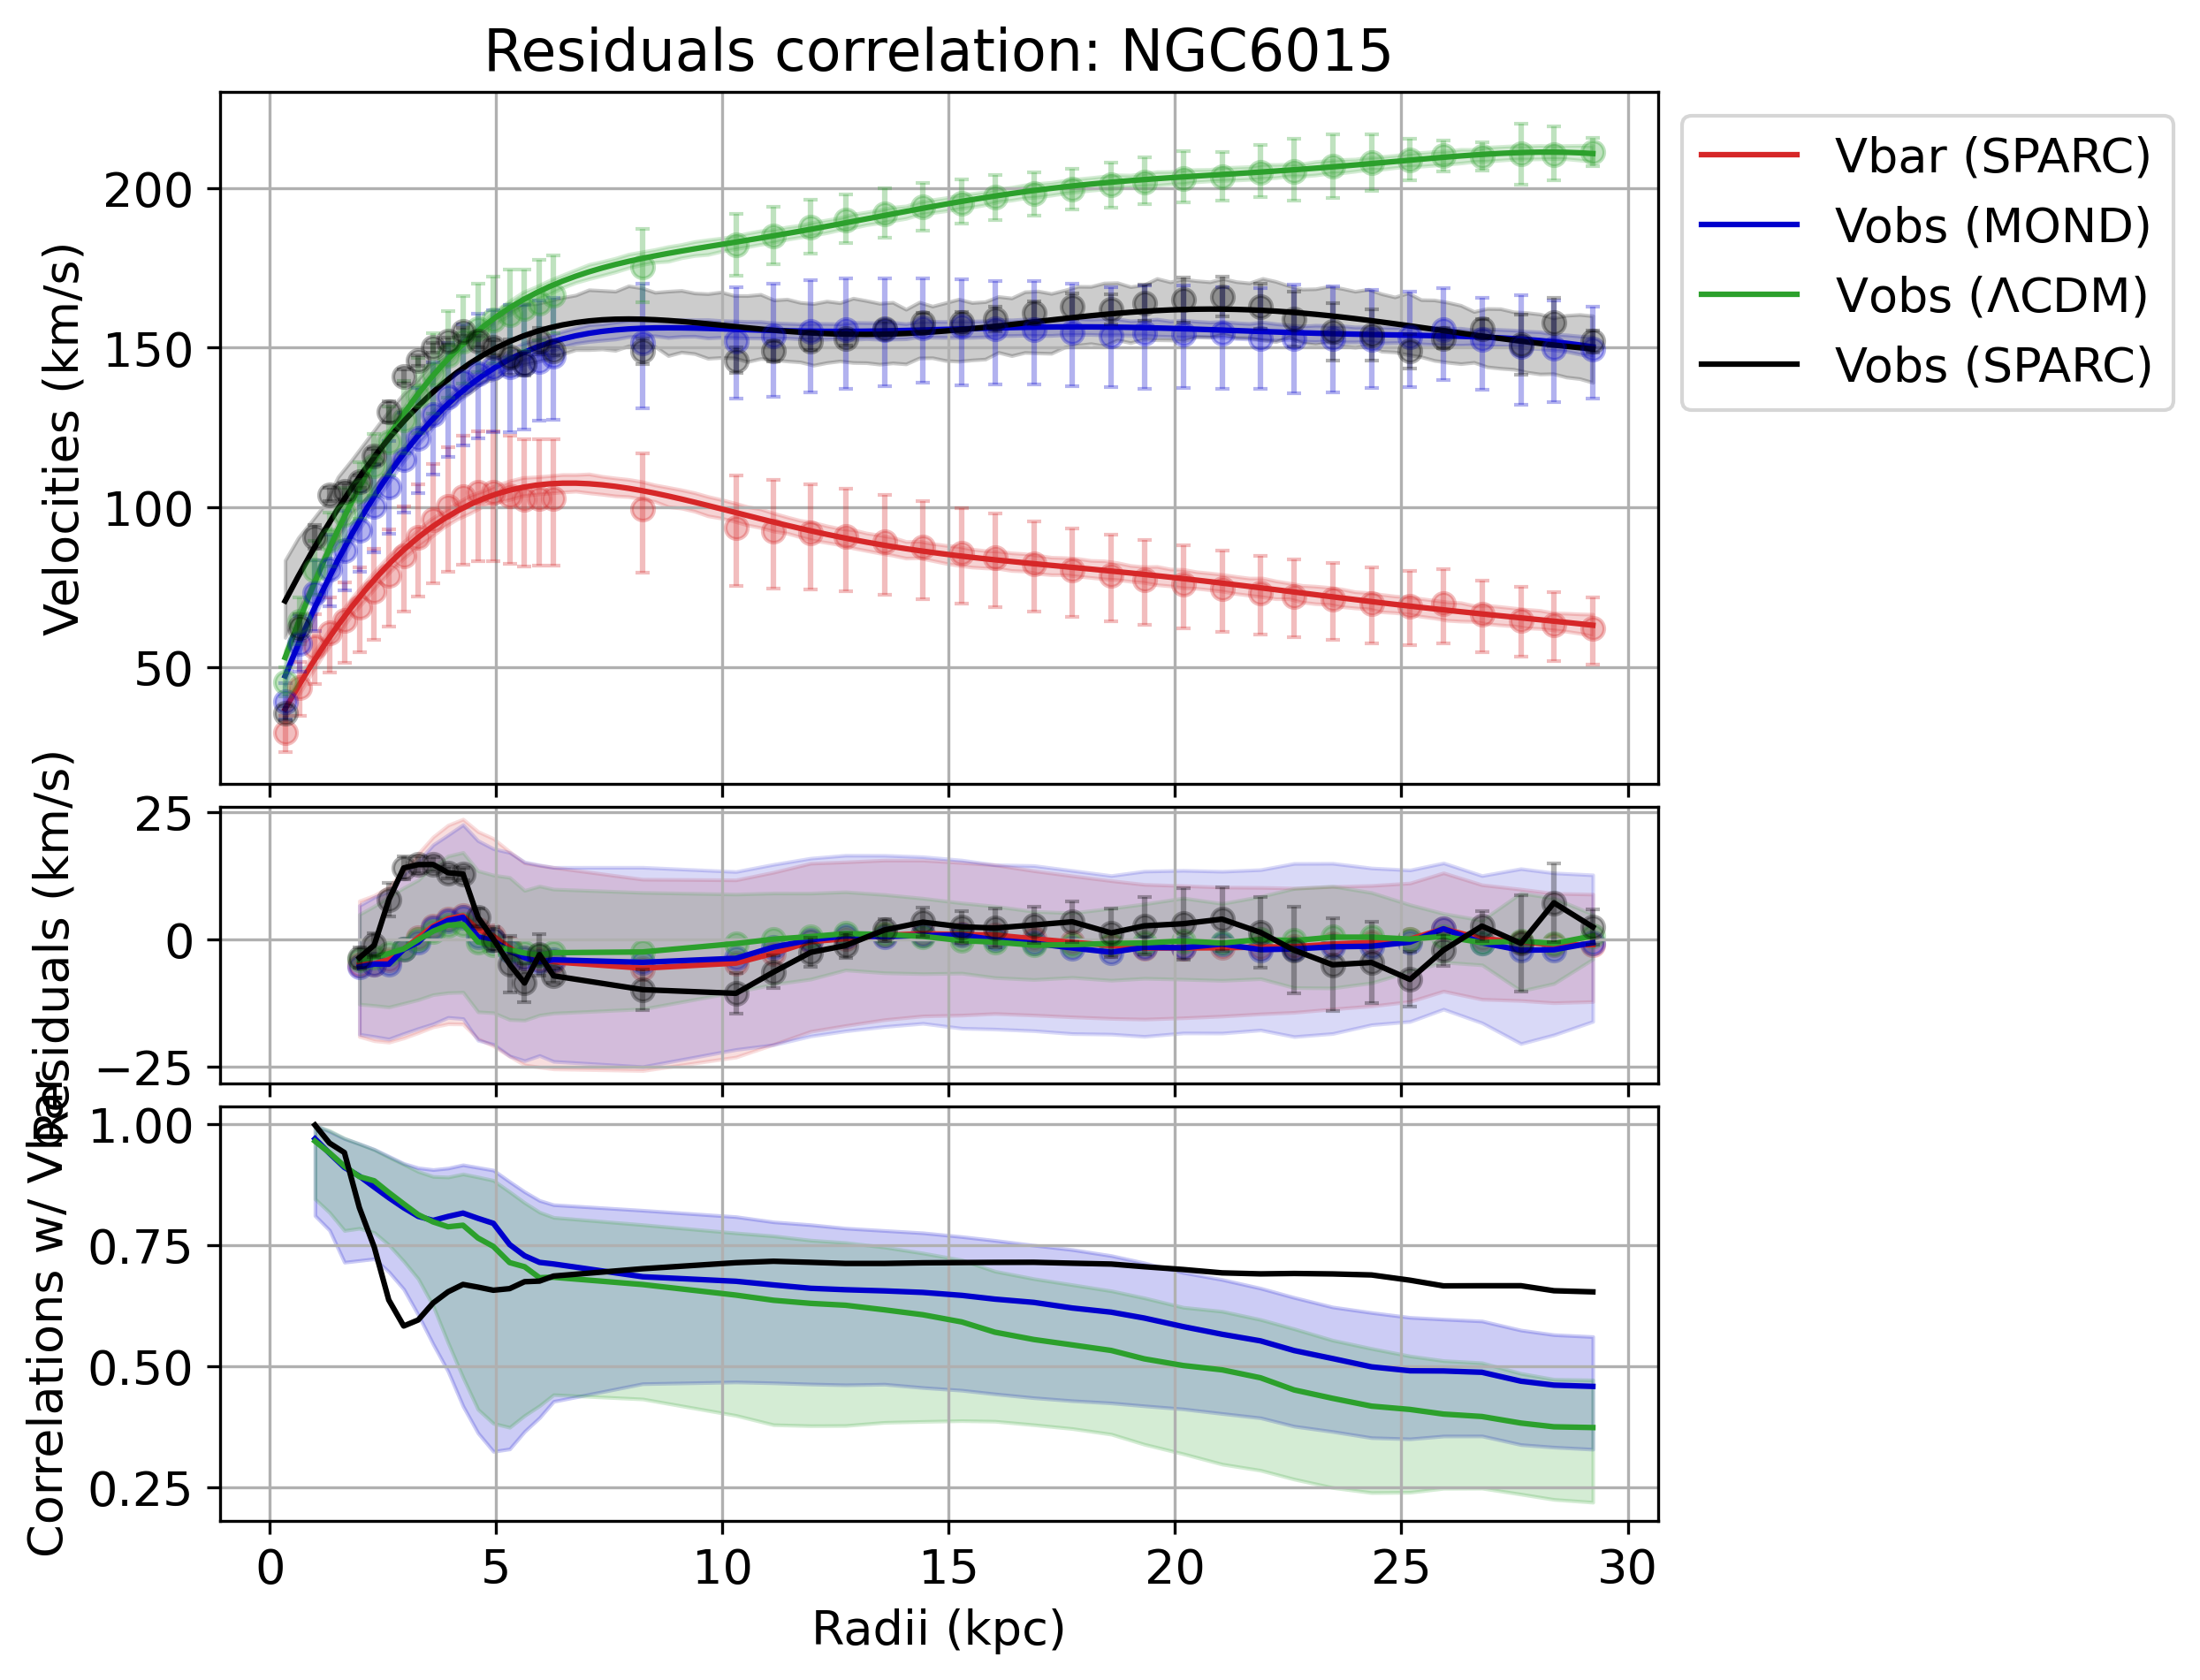 Residuals correlation: NGC6015
Velocities (km/s)
200
150
100
50
Vbar (SPARC)
Vobs (MOND)
Vobs (ΛCDM)
Vobs (SPARC)
Residuals (km/s)
25
0
−25
Correlations w/ Vbar
1.00
0.75
0.50
0.25
0 5 10 15 20 25 30
Radii (kpc)